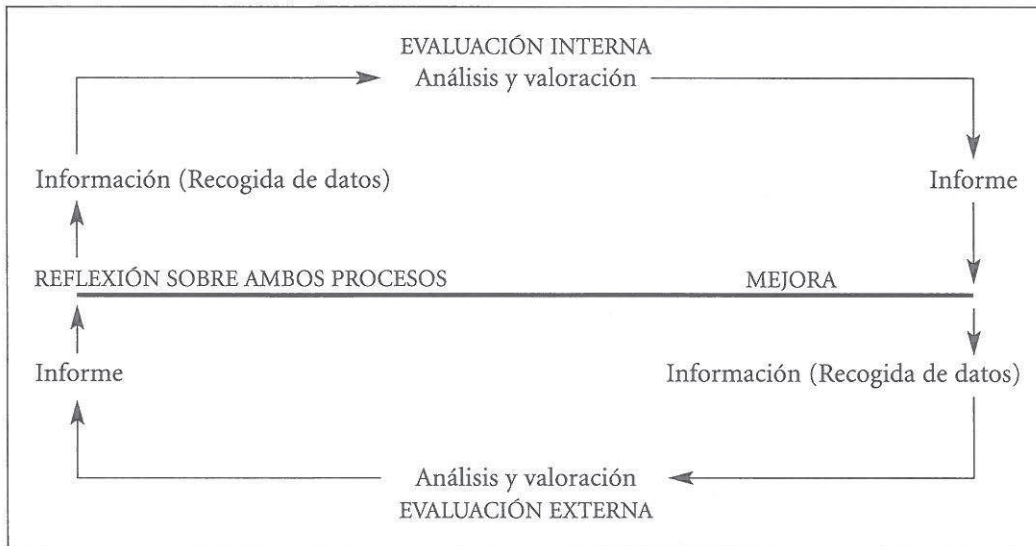 EVALUACIÓN INTERNA
Análisis y valoración
Información (Recogida de datos)
Informe
REFLEXIÓN SOBRE AMBOS PROCESOS
MEJORA
Informe
Información (Recogida de datos)
Análisis y valoración
EVALUACIÓN EXTERNA